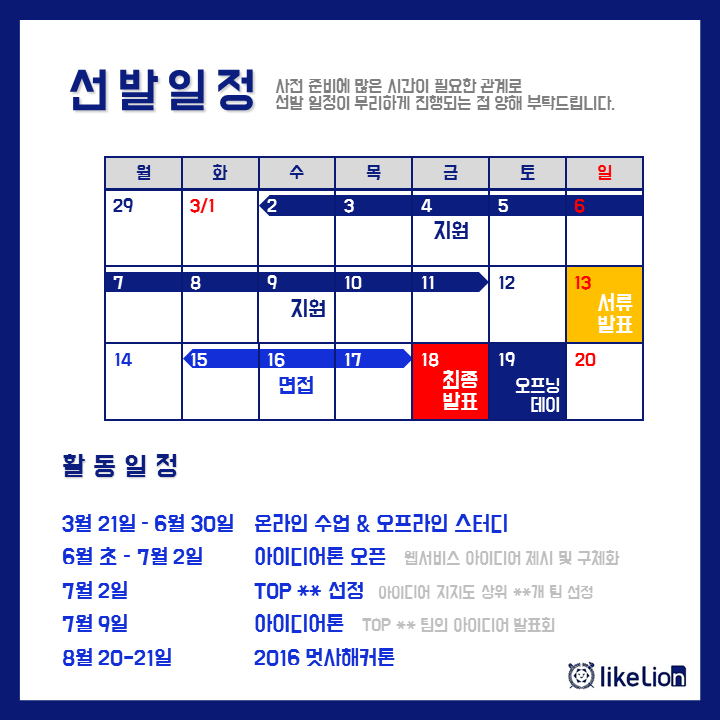 선발일정
사전 준비에 많은 시간이 필요한 관계로
선발 일정이 무리하게 진행되는 점 양해 부탁드립니다.
월 화 수 목 금 토 일
29 3/1 2 3 4 5 6
지원
7 8 9 10 11 12 13
지원
서류
발표
14 15 16 17 18 19 20
면접
최종
발표
오프닝
데이
활동일정
3월 21일 - 6월 30일 온라인 수업 & 오프라인 스터디
6월 초 - 7월 2일 아이디어톤 오픈 웹서비스 아이디어 제시 및 구체화
7월 2일 TOP ** 선정 아이디어 지지도 상위 **개 팀 선정
7월 9일 아이디어톤 TOP ** 팀의 아이디어 발표회
8월 20-21일 2016 멋사해커톤
likeLion